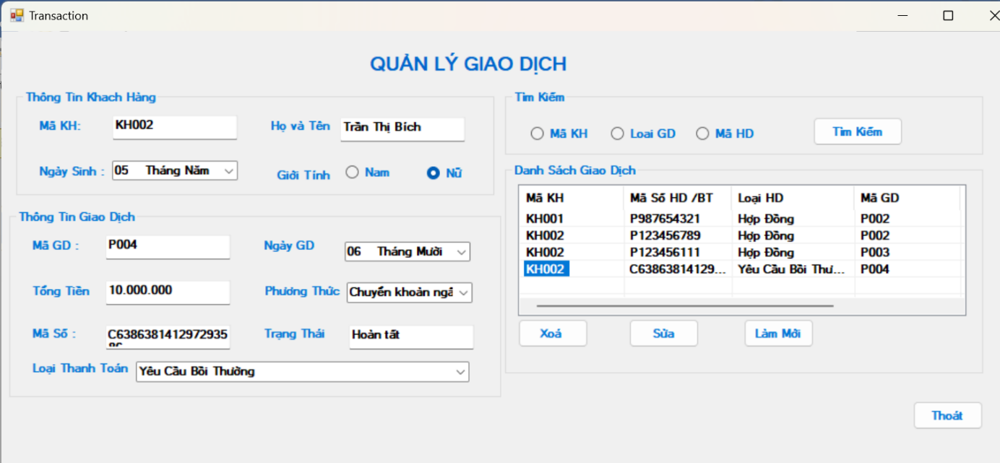 Transaction
QUẢN LÝ GIAO DỊCH
Thông Tin Khach Hàng
Mã KH: KH002 Họ và Tên Trần Thị Bích
Ngày Sinh : 05 Tháng Năm Giới Tính Nam Nữ
Thông Tin Giao Dịch
Mã GD : P004 Ngày GD 06 Tháng Mười
Tổng Tiền 10.000.000 Phương Thức Chuyển khoản
Mã Số : C6386381412972935 Trạng Thái Hoàn tất
Loại Thanh Toán Yêu Cầu Bồi Thường
Tìm Kiếm
Mã KH Loai GD Mã HD Tìm Kiếm
Danh Sách Giao Dịch
Mã KH Mã Số HD /BT Loại HD Mã GD
KH001 P987654321 Hợp Đồng P002
KH002 P123456789 Hợp Đồng P002
KH002 P123456111 Hợp Đồng P003
KH002 C63863814129... Yêu Cầu Bồi Thư... P004
Xoá Sửa Làm Mới
Thoát